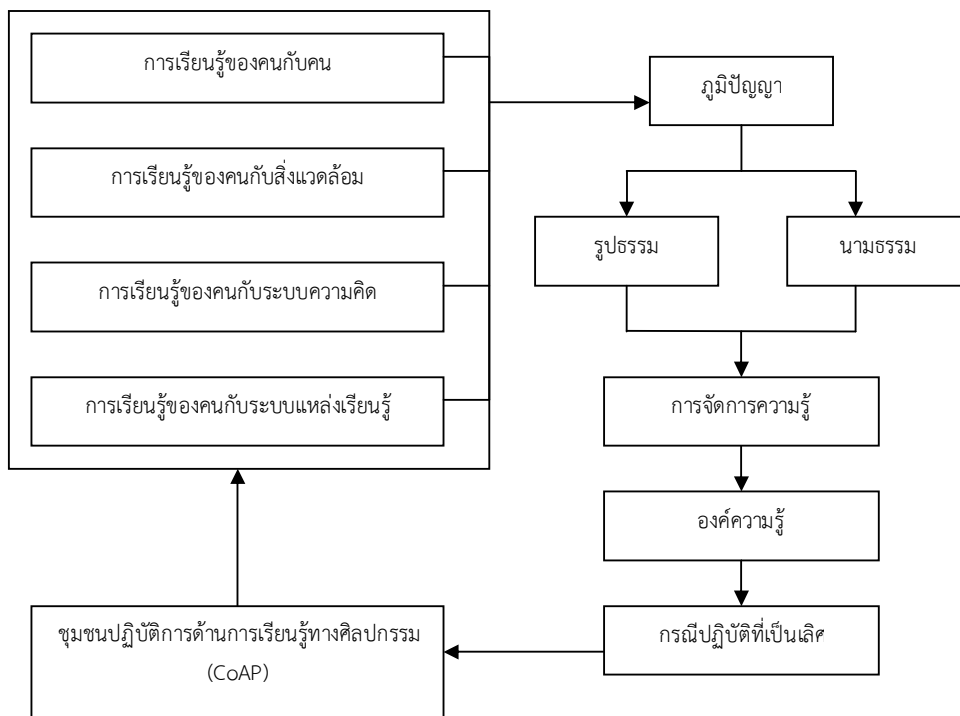 การเรียนรู้ของคนกับคน
ภูมิปัญญา
การเรียนรู้ของคนกับสิ่งแวดล้อม
รูปธรรม
นามธรรม
การเรียนรู้ของคนกับระบบความคิด
การเรียนรู้ของคนกับระบบแหล่งเรียนรู้
การจัดการความรู้
องค์ความรู้
กรณีปฏิบัติที่เป็นเลิศ
ชุมชนปฏิบัติการด้านการเรียนรู้ทางศิลปกรรม
(CoAP)